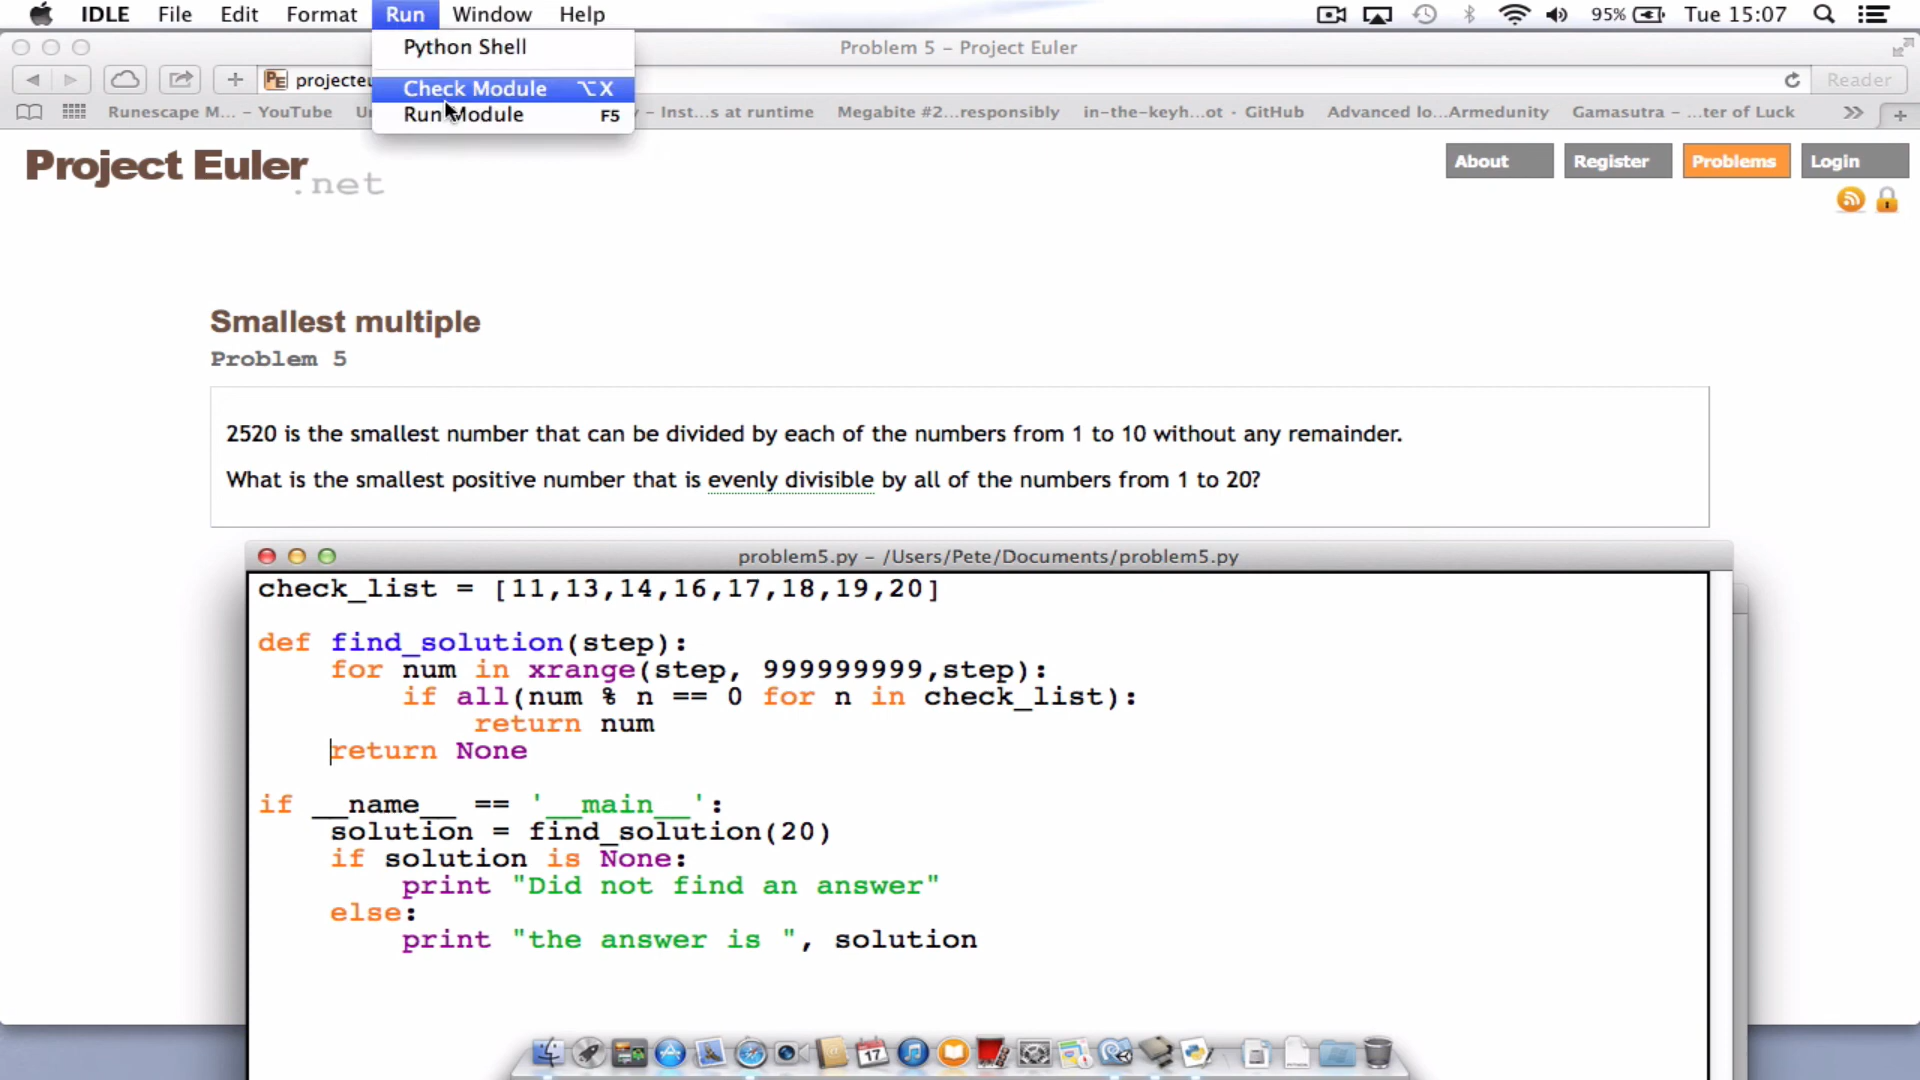 IDLE File Edit Format Run Window Help 95% Tue 15:07
Python Shell
Check Module ⌥X
Run Module F5
Problem 5 – Project Euler
projecteu
Reader
Runescape M... – YouTube
– Inst...s at runtime Megabite #2...responsibly in-the-keyh...ot · GitHub Advanced lo...Armedunity Gamasutra – ...ter of Luck
Project Euler
.net
About Register Problems Login
Smallest multiple
Problem 5
2520 is the smallest number that can be divided by each of the numbers from 1 to 10 without any remainder.
What is the smallest positive number that is evenly divisible by all of the numbers from 1 to 20?
problem5.py – /Users/Pete/Documents/problem5.py
check_list = [11,13,14,16,17,18,19,20]
def find_solution(step):
for num in xrange(step, 999999999,step):
if all(num % n == 0 for n in check_list):
return num
return None
if __name__ == '__main__':
solution = find_solution(20)
if solution is None:
print "Did not find an answer"
else:
print "the answer is ", solution
17